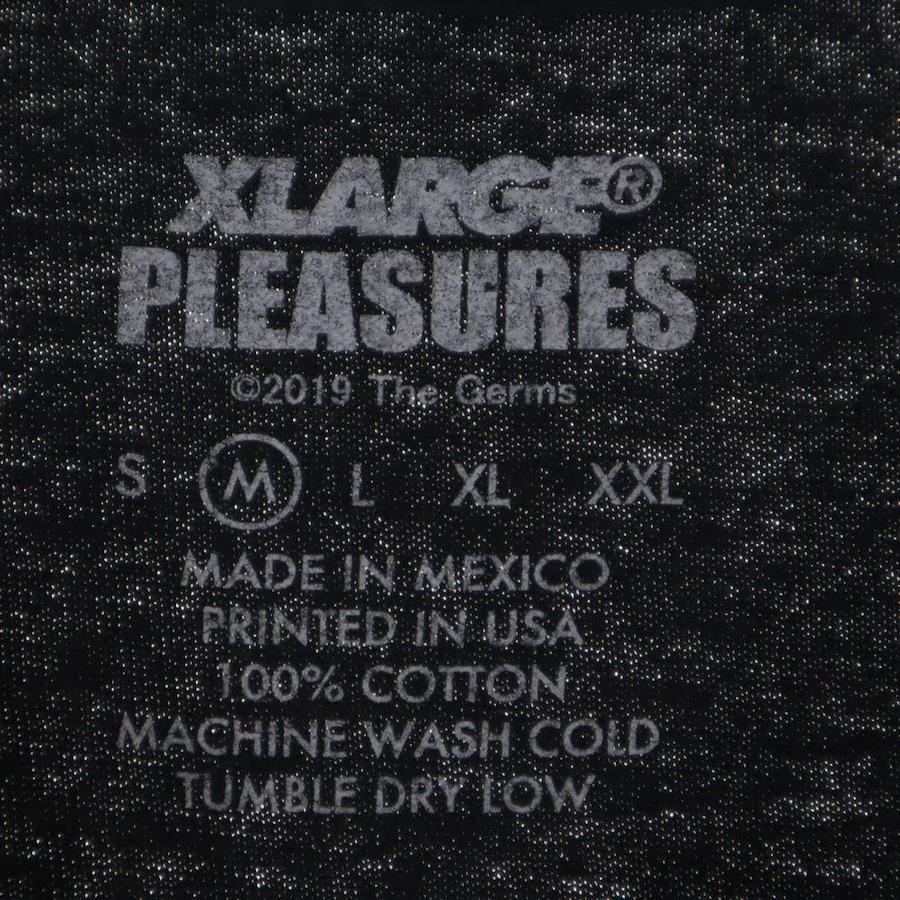 XLARGE®
PLEASURES
©2019 The Germs
S M L XL XXL
MADE IN MEXICO
PRINTED IN USA
100% COTTON
MACHINE WASH COLD
TUMBLE DRY LOW